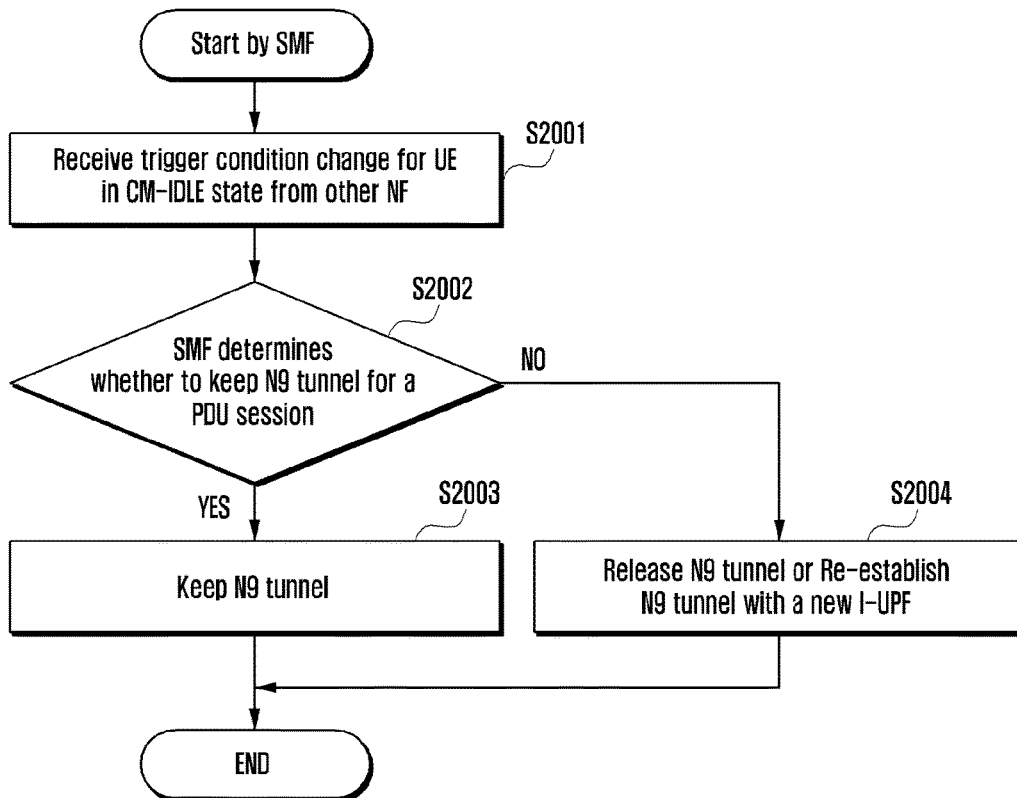 Start by SMF
S2001
Receive trigger condition change for UE
in CM-IDLE state from other NF
S2002
SMF determines
whether to keep N9 tunnel for a
PDU session
NO
YES
S2003
Keep N9 tunnel
S2004
Release N9 tunnel or Re-establish
N9 tunnel with a new I-UPF
END